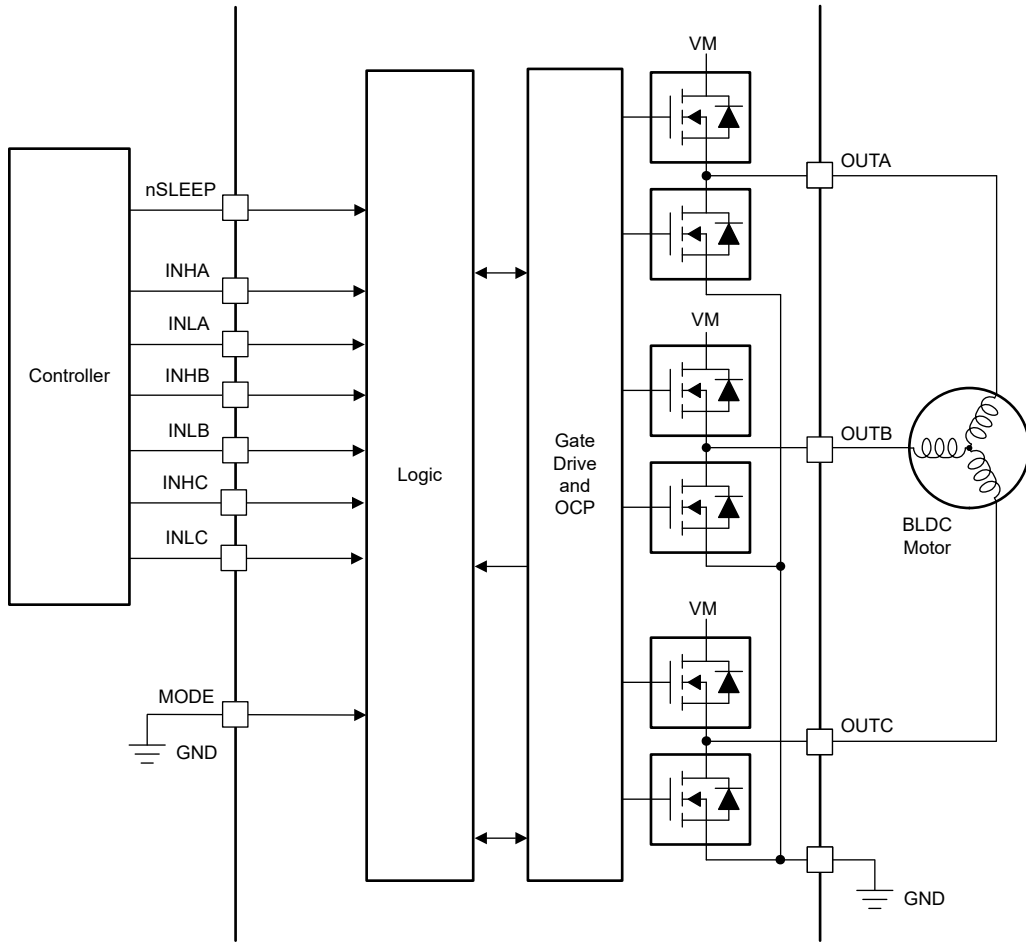 VM
OUTA
nSLEEP
INHA
INLA
VM
Controller
INHB
INLB
INHC
INLC
Logic
Gate
Drive
and
OCP
OUTB
BLDC
Motor
VM
MODE
GND
OUTC
GND